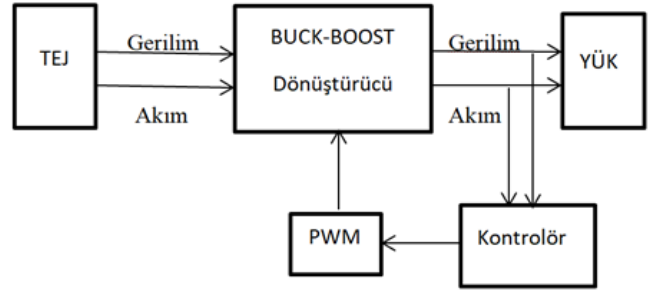 TEJ
Gerilim
Akım
BUCK-BOOST
Dönüştürücü
Gerilim
Akım
YÜK
PWM
Kontrolör